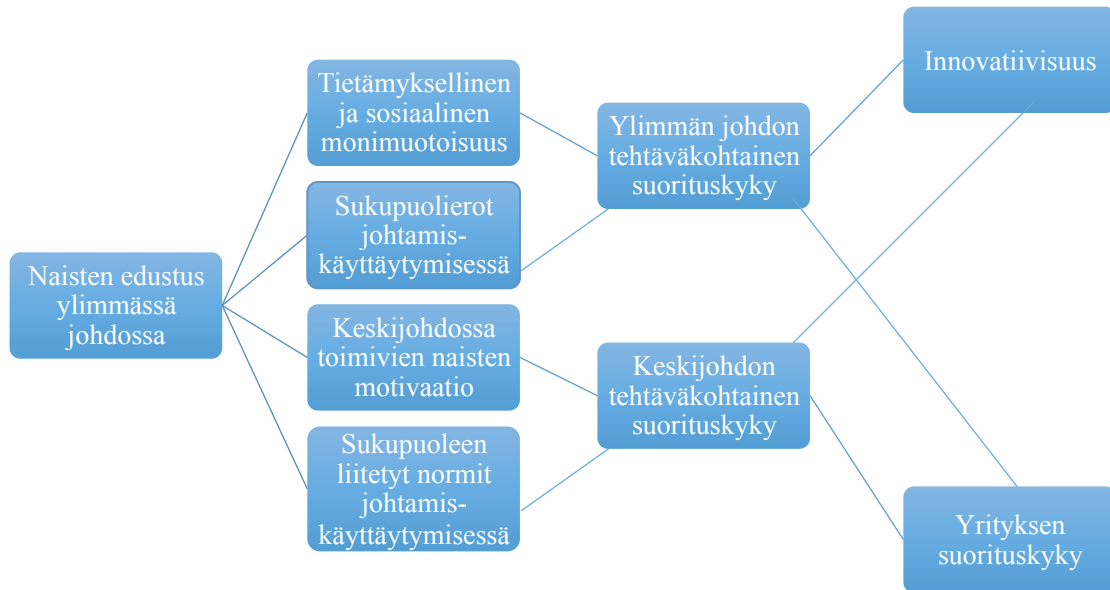 Naisten edustus
ylimmässä
johdossa
Tietämyksellinen
ja sosiaalinen
monimuotoisuus
Sukupuolierot
johtamis-
käyttäytymisessä
Keskijohdossa
toimivien naisten
motivaatio
Sukupuoleen
liitetyt normit
johtamis-
käyttäytymisessä
Ylimmän johdon
tehtäväkohtainen
suorituskyky
Keskijohdon
tehtäväkohtainen
suorituskyky
Innovatiivisuus
Yrityksen
suorituskyky